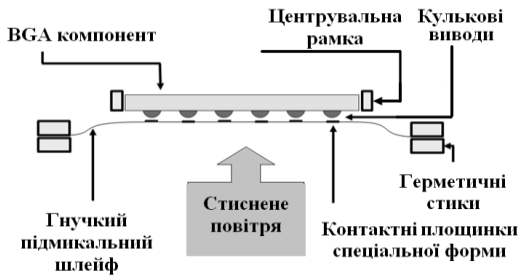 BGA компонент
Центрувальна
рамка
Кулькові
виводи
Гнучкий
підмикальний
шлейф
Стиснене
повітря
Контактні площинки
спеціальної форми
Герметичні
стики